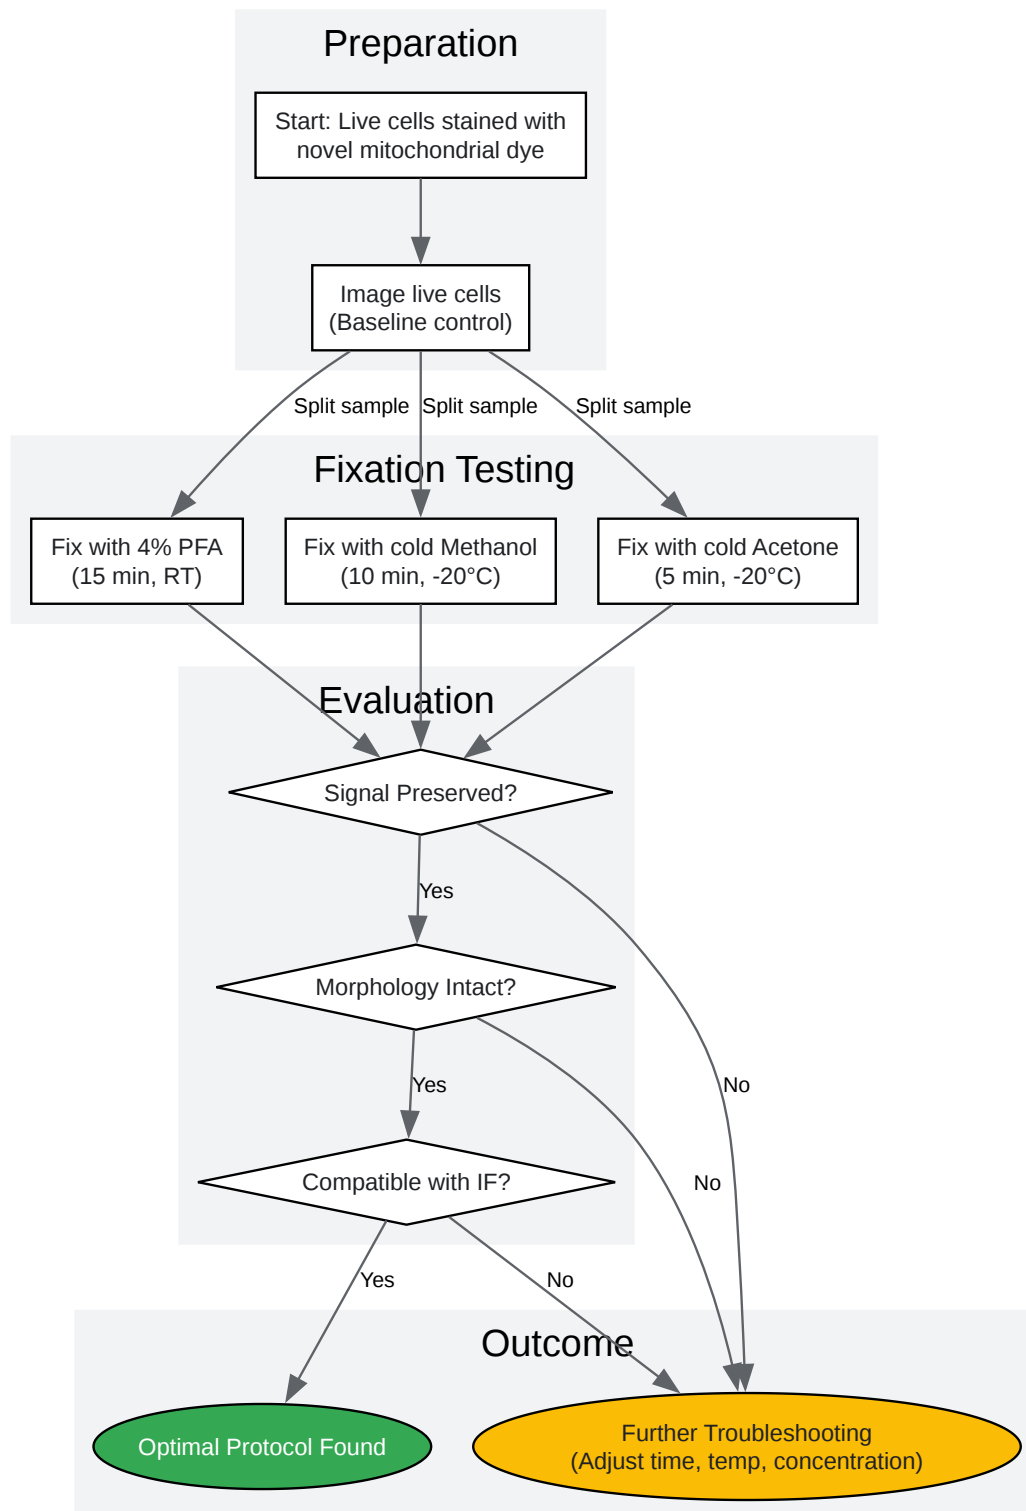 Preparation
Start: Live cells stained with
novel mitochondrial dye
Image live cells
(Baseline control)
Split sample
Split sample
Split sample
Fixation Testing
Fix with 4% PFA
(15 min, RT)
Fix with cold Methanol
(10 min, -20°C)
Fix with cold Acetone
(5 min, -20°C)
Evaluation
Signal Preserved?
Yes
Morphology Intact?
Yes
No
Compatible with IF?
No
Yes
No
Outcome
Optimal Protocol Found
Further Troubleshooting
(Adjust time, temp, concentration)